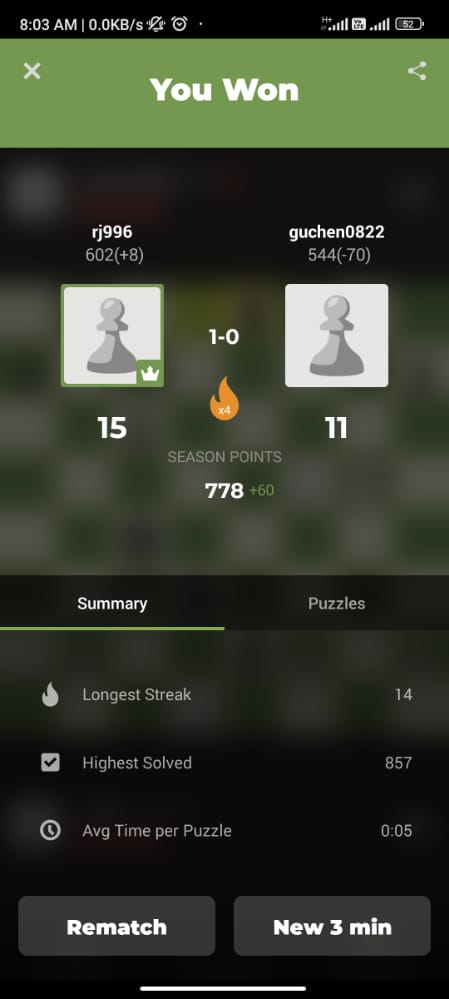 8:03 AM | 0.0KB/s
H+
Vo
LTE
52
You Won
rj996
guchen0822
602(+8)
544(-70)
1-0
x4
15
11
SEASON POINTS
778 +60
Summary
Puzzles
Longest Streak
14
Highest Solved
857
Avg Time per Puzzle
0:05
Rematch
New 3 min